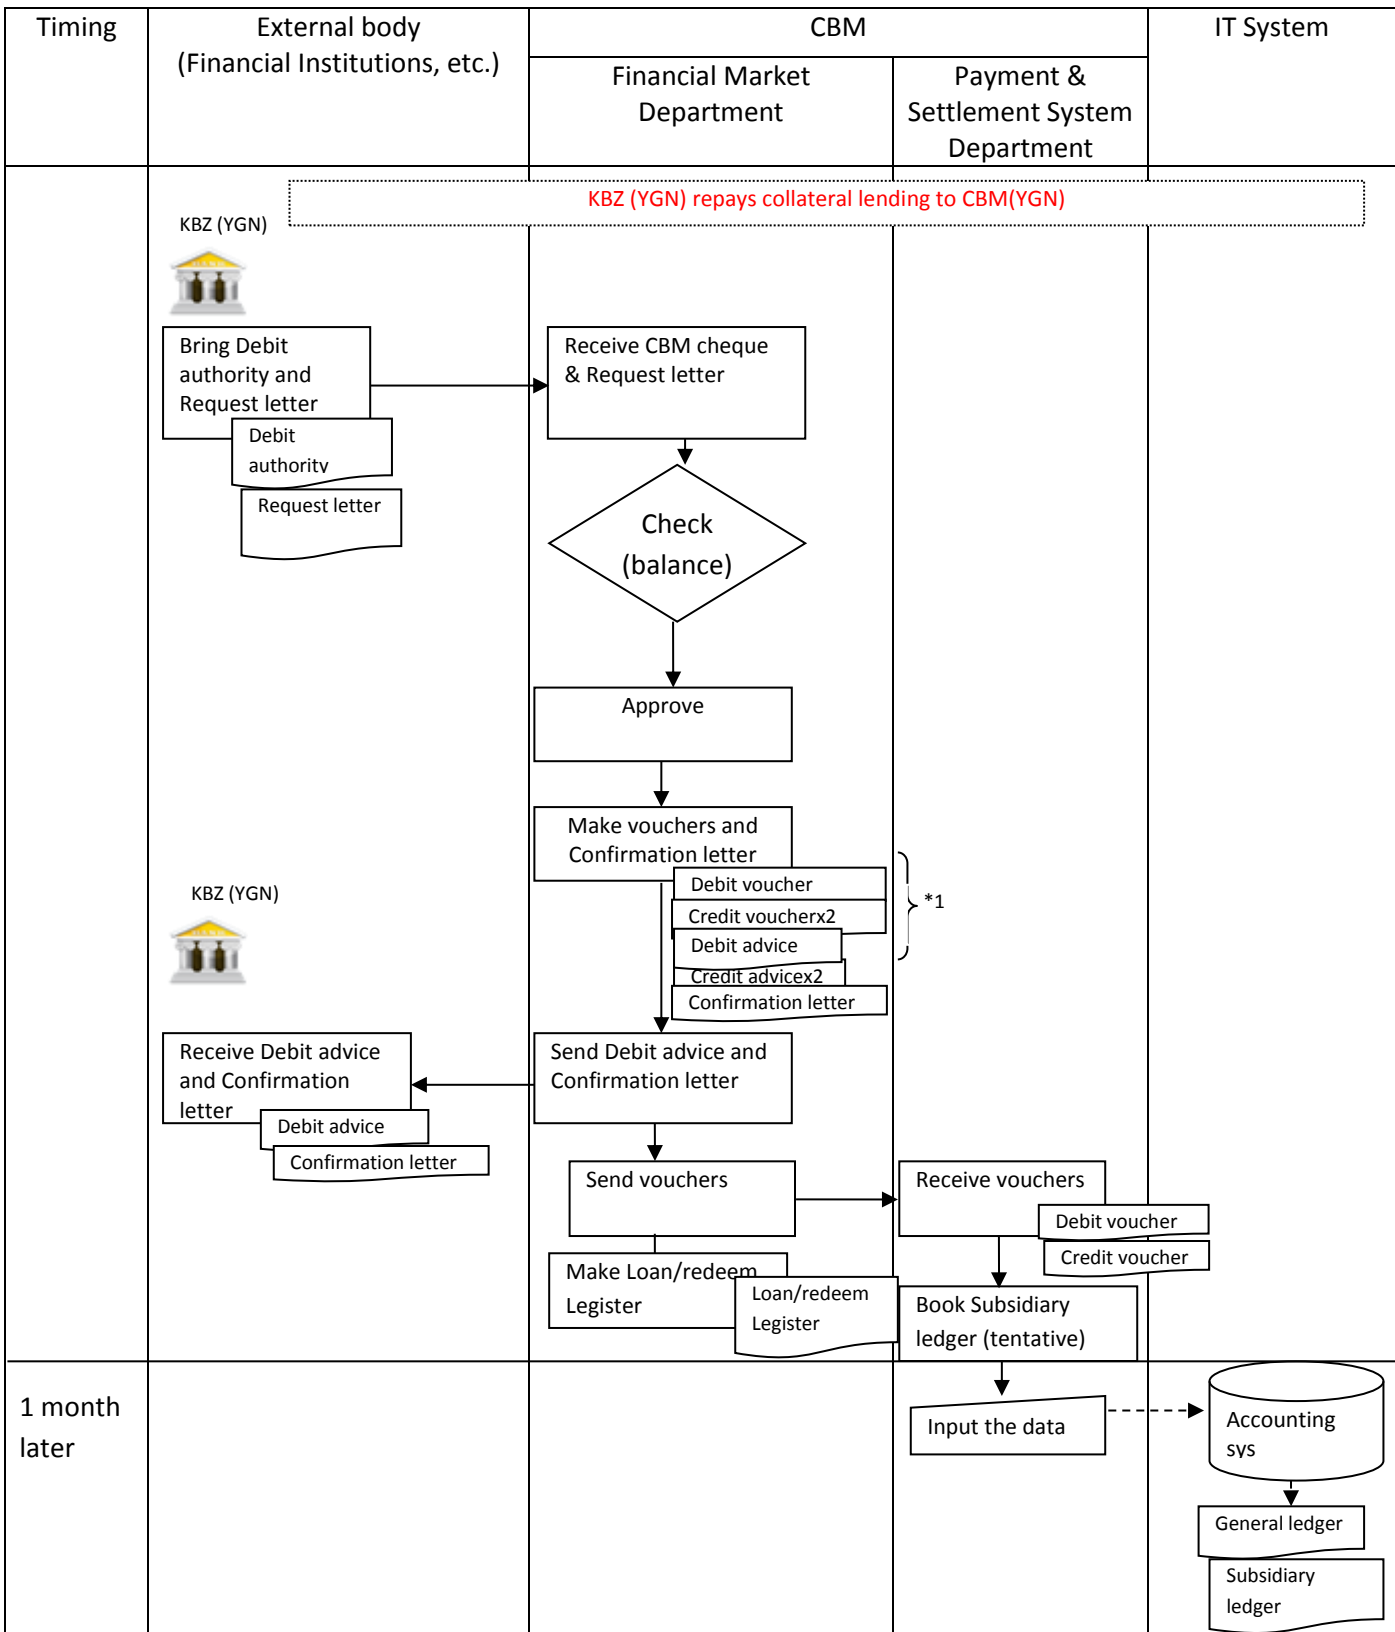 Timing
External body
(Financial Institutions, etc.)
CBM
IT System
Financial Market
Department
Payment &
Settlement System
Department
KBZ (YGN) repays collateral lending to CBM(YGN)
KBZ (YGN)
Bring Debit
authority and
Request letter
Debit
authority
Request letter
Receive CBM cheque
& Request letter
Check
(balance)
Approve
Make vouchers and
Confirmation letter
Debit voucher
Credit voucherx2
Debit advice
Credit advicex2
Confirmation letter
*1
KBZ (YGN)
Receive Debit advice
and Confirmation
letter
Debit advice
Confirmation letter
Send Debit advice and
Confirmation letter
Send vouchers
Receive vouchers
Debit voucher
Credit voucher
Make Loan/redeem
Legister
Loan/redeem
Legister
Book Subsidiary
ledger (tentative)
1 month
later
Input the data
Accounting
sys
General ledger
Subsidiary
ledger